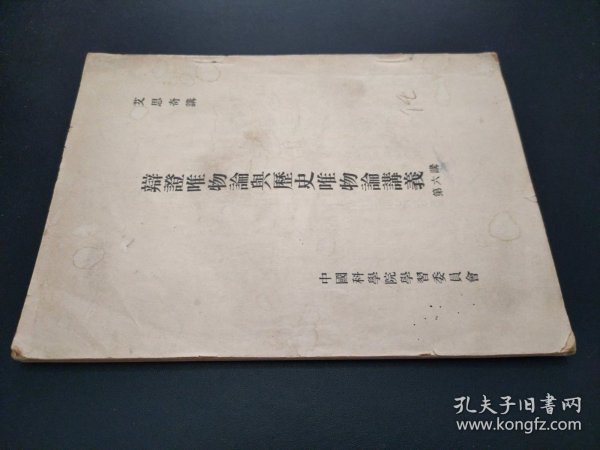 艾思奇講
辯證唯物論與歷史唯物論講義
第六講
中國科學院學習委員會
孔夫子旧书网
www.kongfz.com